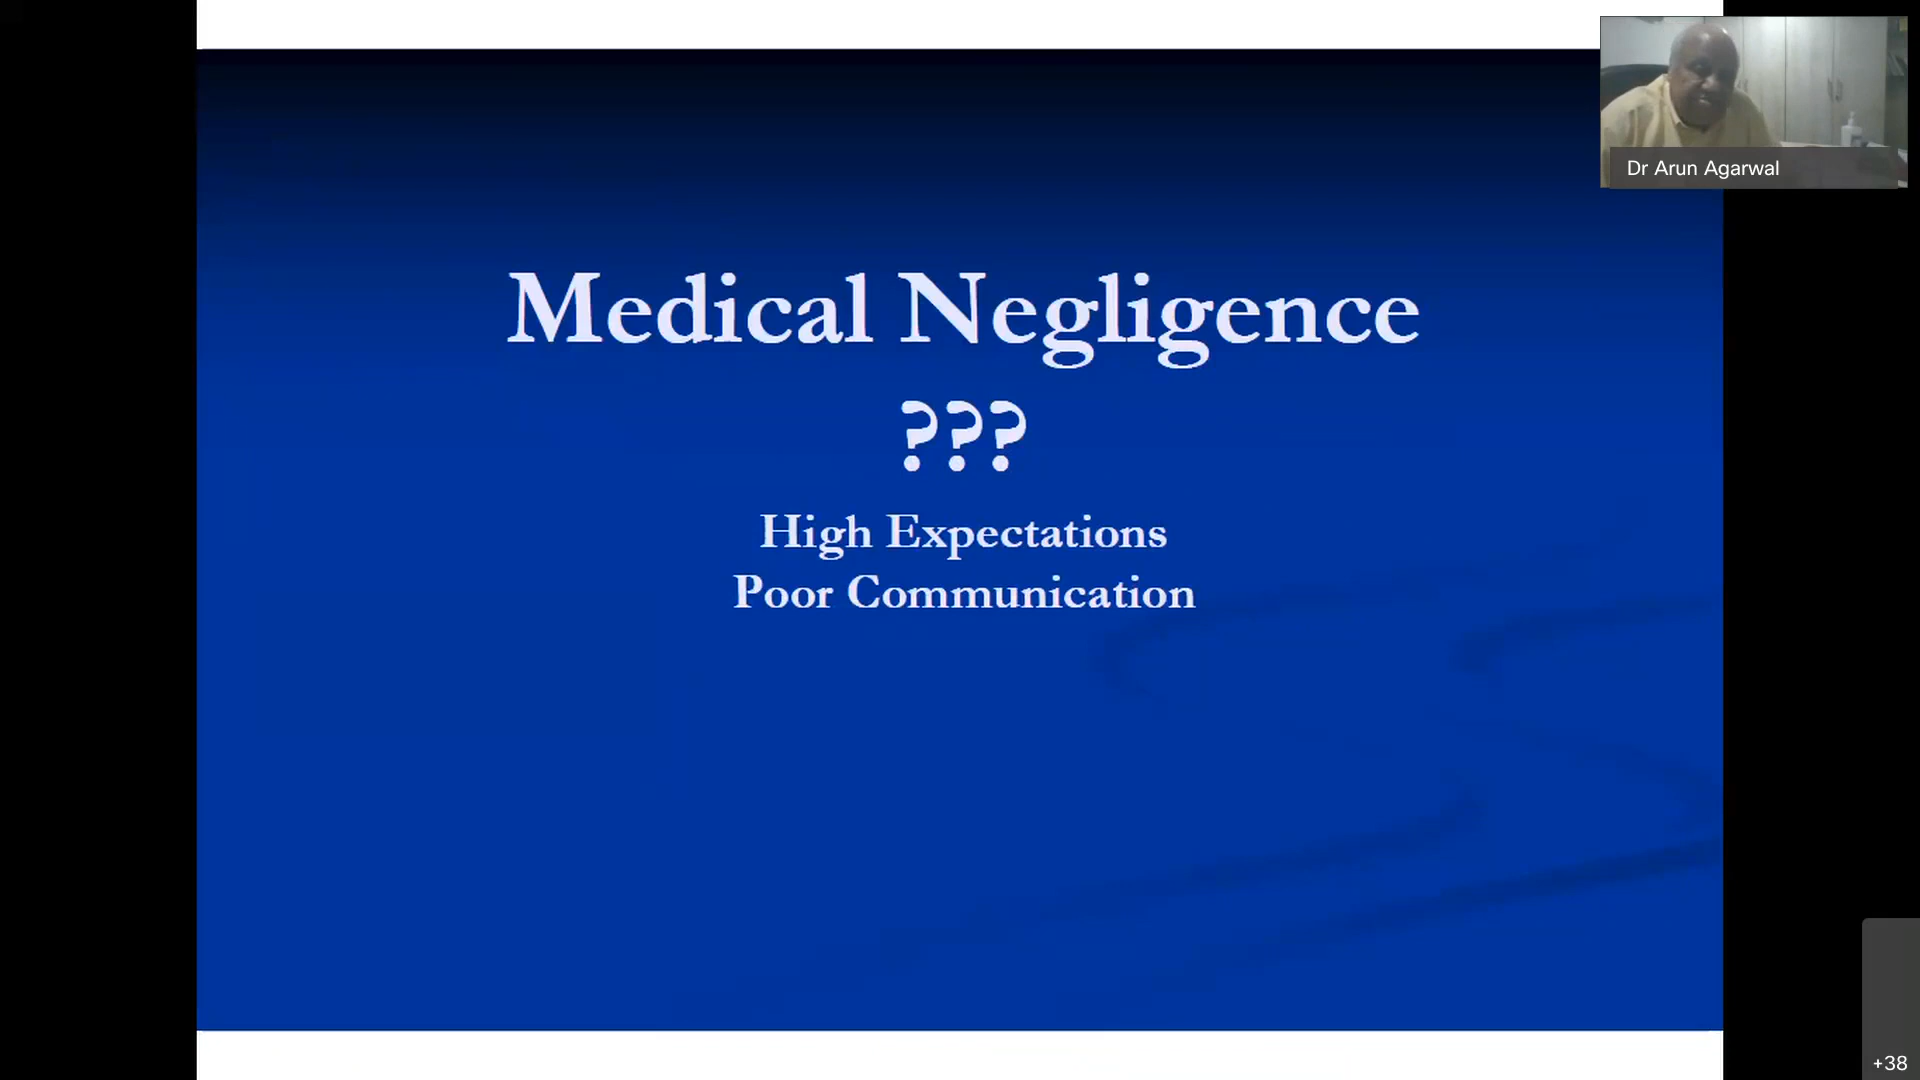 Dr Arun Agarwal
Medical Negligence
???
High Expectations
Poor Communication
+38